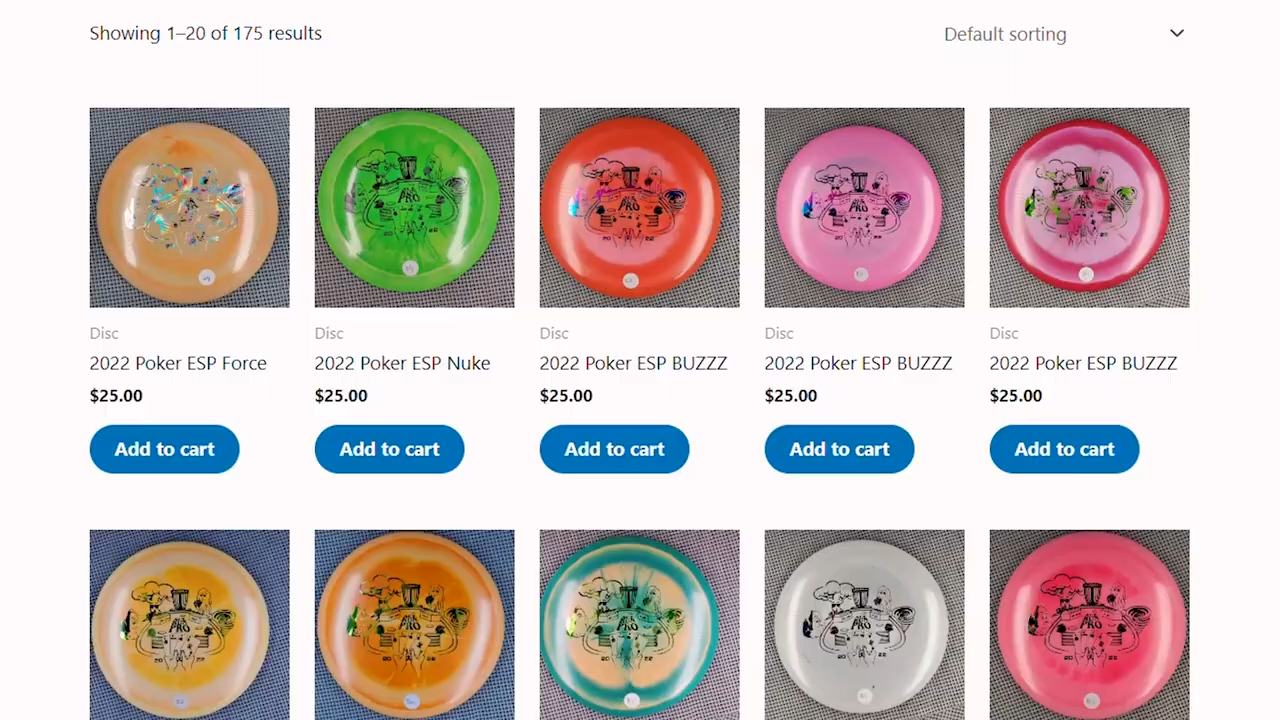 Showing 1–20 of 175 results
Default sorting
Disc
2022 Poker ESP Force
$25.00
Add to cart
Disc
2022 Poker ESP Nuke
$25.00
Add to cart
Disc
2022 Poker ESP BUZZZ
$25.00
Add to cart
Disc
2022 Poker ESP BUZZZ
$25.00
Add to cart
Disc
2022 Poker ESP BUZZZ
$25.00
Add to cart